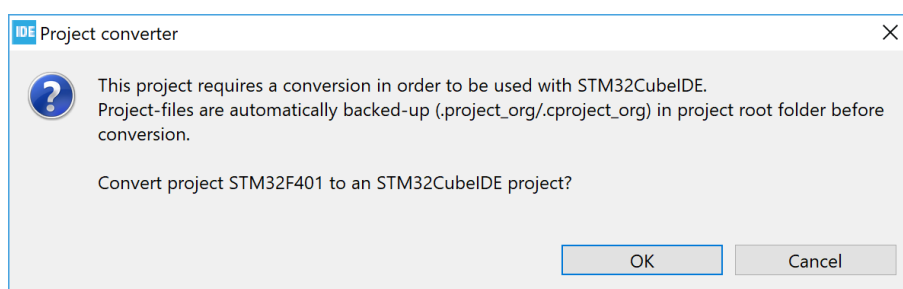 IDE Project converter
This project requires a conversion in order to be used with STM32CubeIDE.
Project-files are automatically backed-up (.project_org/.cproject_org) in project root folder before
conversion.
Convert project STM32F401 to an STM32CubeIDE project?
OK Cancel